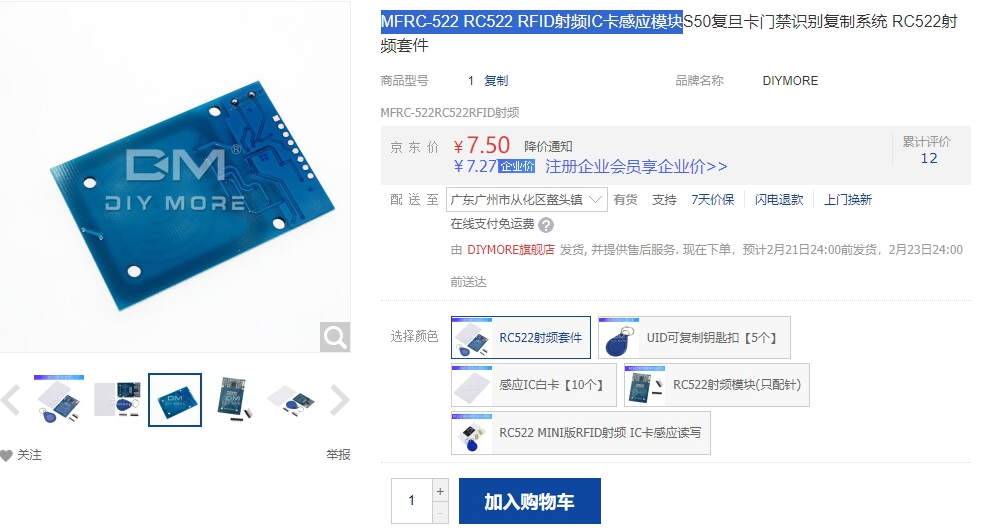 MFRC-522 RC522 RFID射频IC卡感应模块S50复旦卡门禁识别复制系统 RC522射
频套件
商品型号 1 复制 品牌名称 DIYMORE
MFRC-522RC522RFID射频
京东价 ¥7.50 降价通知 累计评价
¥7.27 企业价 注册企业会员享企业价>> 12
配送至 广东广州市从化区鳌头镇 有货 支持 7天价保 闪电退款 上门换新
在线支付免运费 ?
由 DIYMORE旗舰店 发货, 并提供售后服务. 现在下单，预计2月21日24:00前发货，2月23日24:00
前送达
选择颜色 RC522射频套件 UID可复制钥匙扣【5个】
感应IC白卡【10个】 RC522射频模块(只配针)
RC522 MINI版RFID射频 IC卡感应读写
1 + -
加入购物车
DM®
DIY MORE
关注 举报